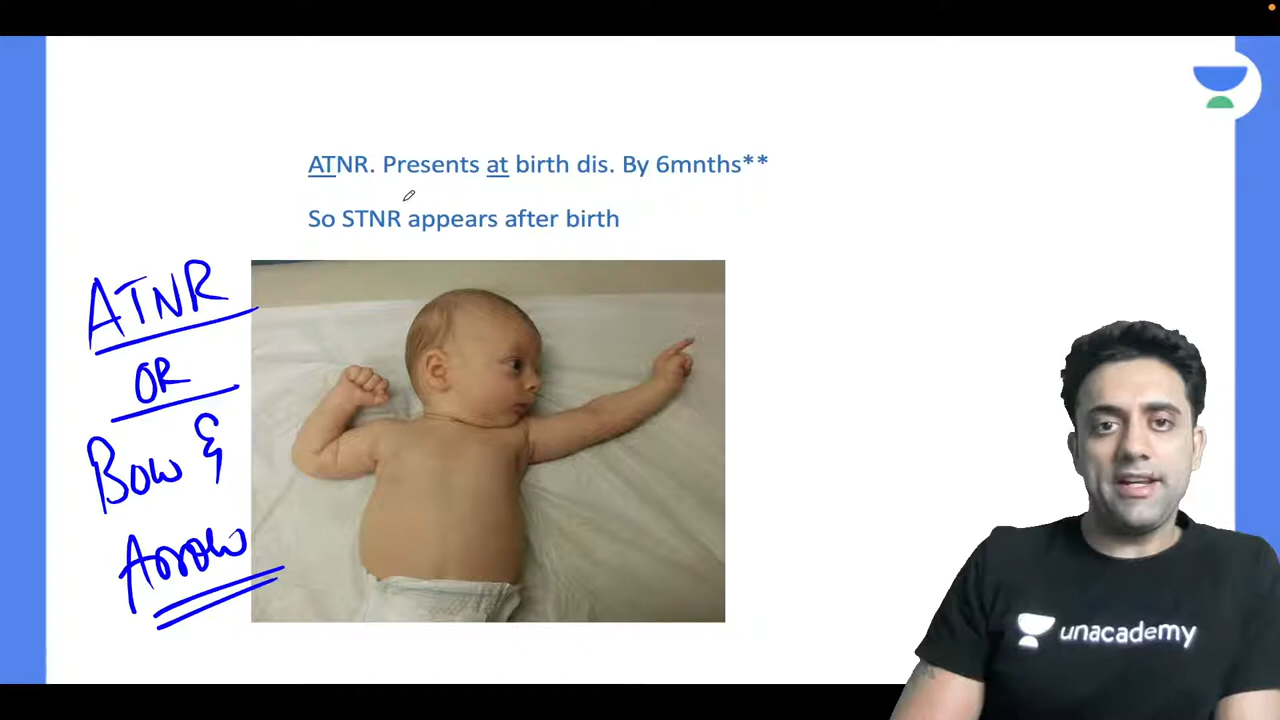 ATNR. Presents at birth dis. By 6mnths**
So STNR appears after birth
ATNR
OR
Bow &
Arrow
unacademy